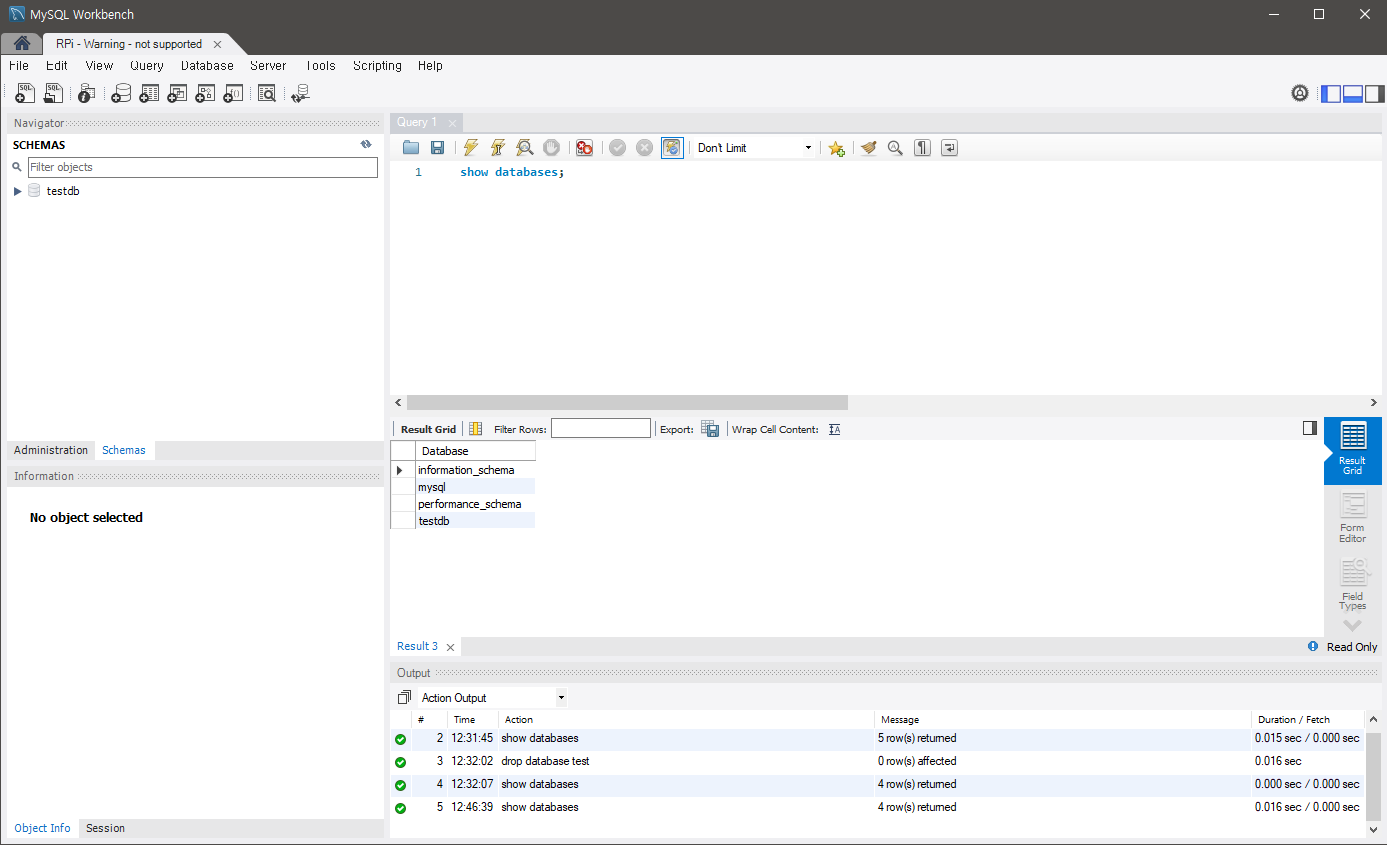 MySQL Workbench
RPi - Warning - not supported
File Edit View Query Database Server Tools Scripting Help
Navigator
SCHEMAS
Filter objects
testdb
Administration Schemas
Information
No object selected
Object Info Session
Query 1
Don't Limit
1 show databases;
Result Grid Filter Rows: Export: Wrap Cell Content:
Database
information_schema
mysql
performance_schema
testdb
Result
Grid
Form
Editor
Field
Types
Result 3 Read Only
Output
Action Output
# Time Action Message Duration / Fetch
2 12:31:45 show databases 5 row(s) returned 0.015 sec / 0.000 sec
3 12:32:02 drop database test 0 row(s) affected 0.016 sec
4 12:32:07 show databases 4 row(s) returned 0.000 sec / 0.000 sec
5 12:46:39 show databases 4 row(s) returned 0.016 sec / 0.000 sec